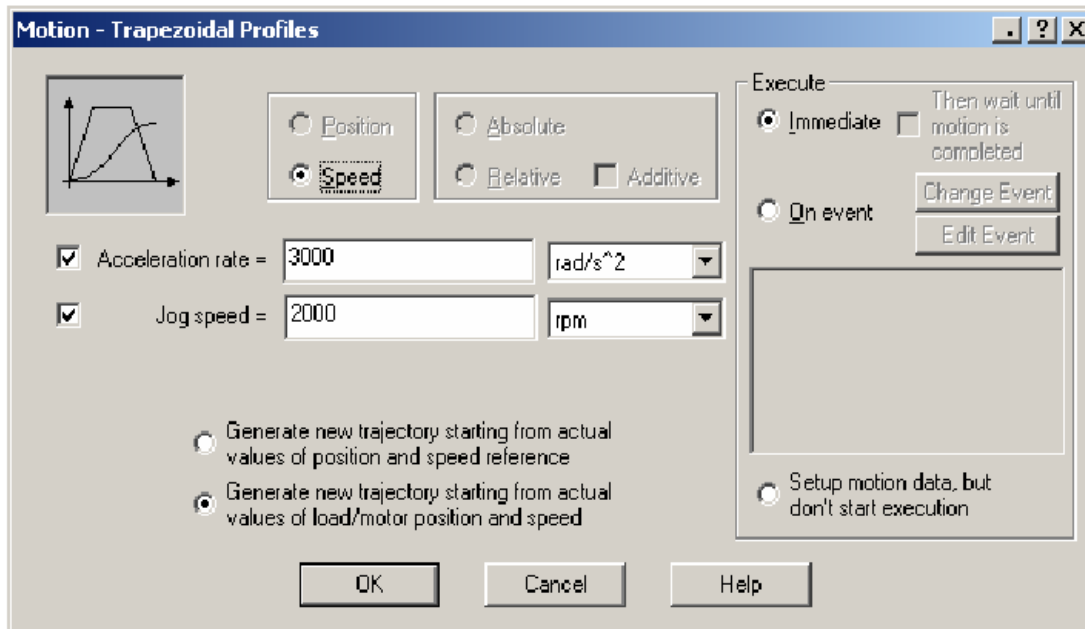 Motion - Trapezoidal Profiles
Position
Speed
Absolute
Relative
Additive
Acceleration rate =
3000
rad/s^2
Jog speed =
2000
rpm
Generate new trajectory starting from actual
values of position and speed reference
Generate new trajectory starting from actual
values of load/motor position and speed
Execute
Immediate
Then wait until
motion is
completed
On event
Change Event
Edit Event
Setup motion data, but
don't start execution
OK
Cancel
Help